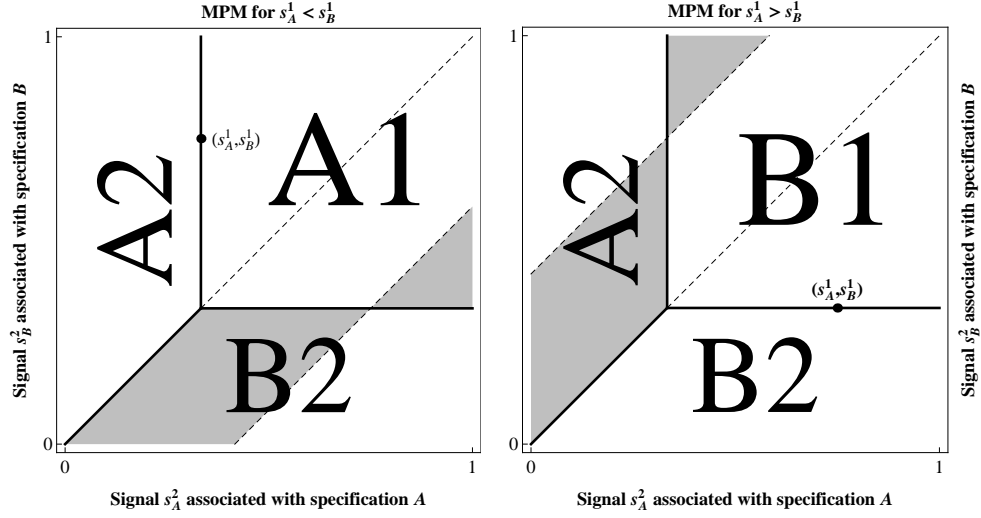 MPM for s_A^1 < s_B^1
1
Signal s_B^2 associated with specification B
A2
(s_A^1,s_B^1)
A1
B2
0
0
1
Signal s_A^2 associated with specification A
MPM for s_A^1 > s_B^1
1
A2
B1
(s_A^1,s_B^1)
B2
0
0
1
Signal s_B^2 associated with specification B
Signal s_A^2 associated with specification A